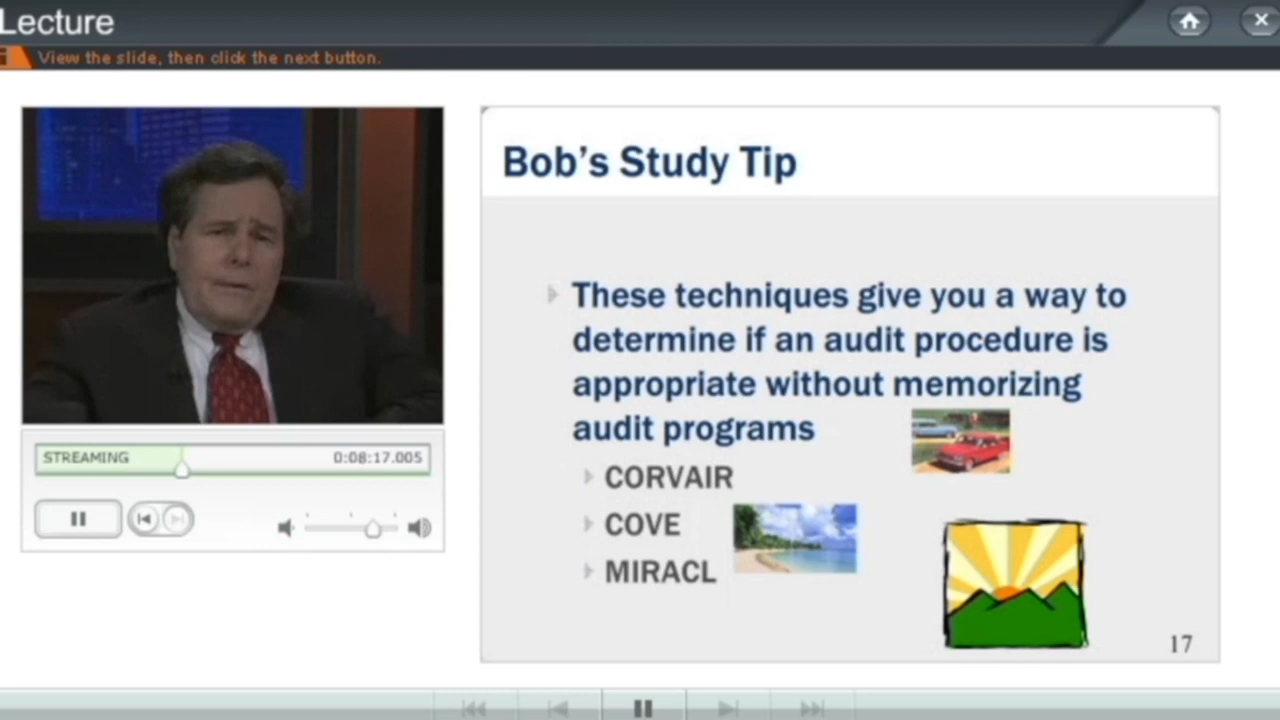 Lecture
View the slide, then click the next button.
Bob's Study Tip
These techniques give you a way to
determine if an audit procedure is
appropriate without memorizing
audit programs
CORVAIR
COVE
MIRACL
STREAMING 0:08:17.005
17